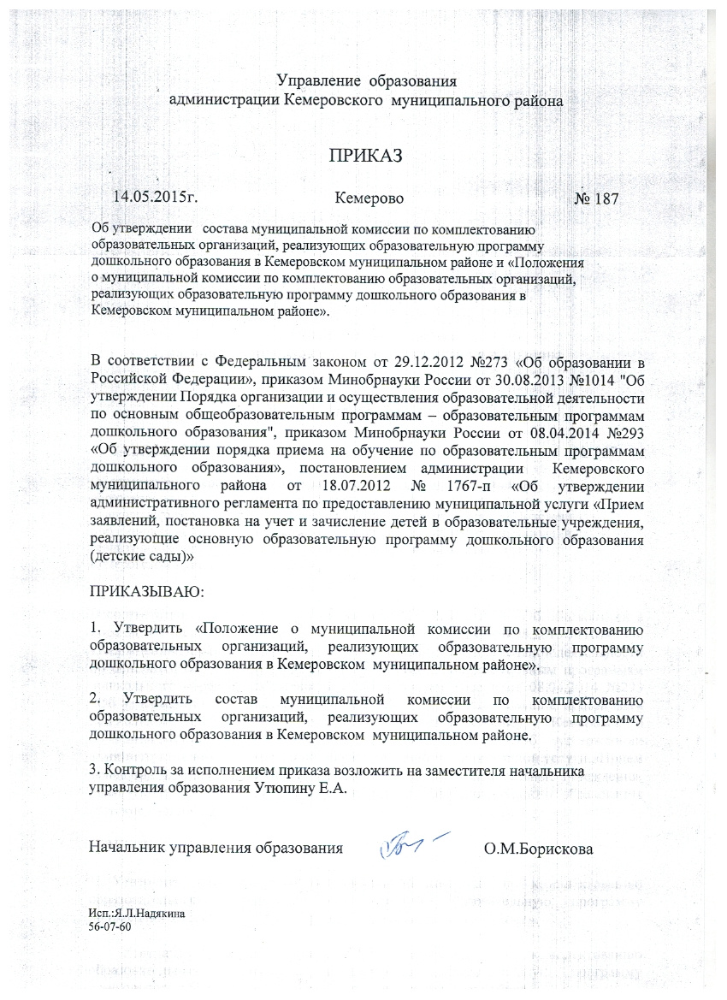 Управление образования
администрации Кемеровского муниципального района
ПРИКАЗ
14.05.2015г. Кемерово № 187
Об утверждении состава муниципальной комиссии по комплектованию
образовательных организаций, реализующих образовательную программу
дошкольного образования в Кемеровском муниципальном районе и «Положения
о муниципальной комиссии по комплектованию образовательных организаций,
реализующих образовательную программу дошкольного образования в
Кемеровском муниципальном районе».
В соответствии с Федеральным законом от 29.12.2012 №273 «Об образовании в
Российской Федерации», приказом Минобрнауки России от 30.08.2013 №1014 "Об
утверждении Порядка организации и осуществления образовательной деятельности
по основным общеобразовательным программам – образовательным программам
дошкольного образования", приказом Минобрнауки России от 08.04.2014 №293
«Об утверждении порядка приема на обучение по образовательным программам
дошкольного образования», постановлением администрации Кемеровского
муниципального района от 18.07.2012 № 1767-п «Об утверждении
административного регламента по предоставлению муниципальной услуги «Прием
заявлений, постановка на учет и зачисление детей в образовательные учреждения,
реализующие основную образовательную программу дошкольного образования
(детские сады)»
ПРИКАЗЫВАЮ:
1. Утвердить «Положение о муниципальной комиссии по комплектованию
образовательных организаций, реализующих образовательную программу
дошкольного образования в Кемеровском муниципальном районе».
2. Утвердить состав муниципальной комиссии по комплектованию
образовательных организаций, реализующих образовательную программу
дошкольного образования в Кемеровском муниципальном районе.
3. Контроль за исполнением приказа возложить на заместителя начальника
управления образования Утюпину Е.А.
Начальник управления образования О.М.Борискова
Исп.:Я.Л.Надякина
56-07-60